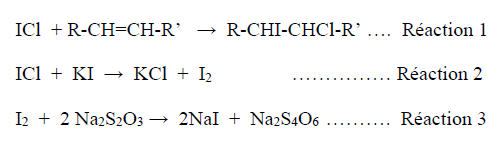 ICl + R-CH=CH-R’ → R-CHI-CHCl-R’ …. Réaction 1
ICl + KI → KCl + I₂ …………… Réaction 2
I₂ + 2 Na₂S₂O₃ → 2NaI + Na₂S₄O₆ ………. Réaction 3